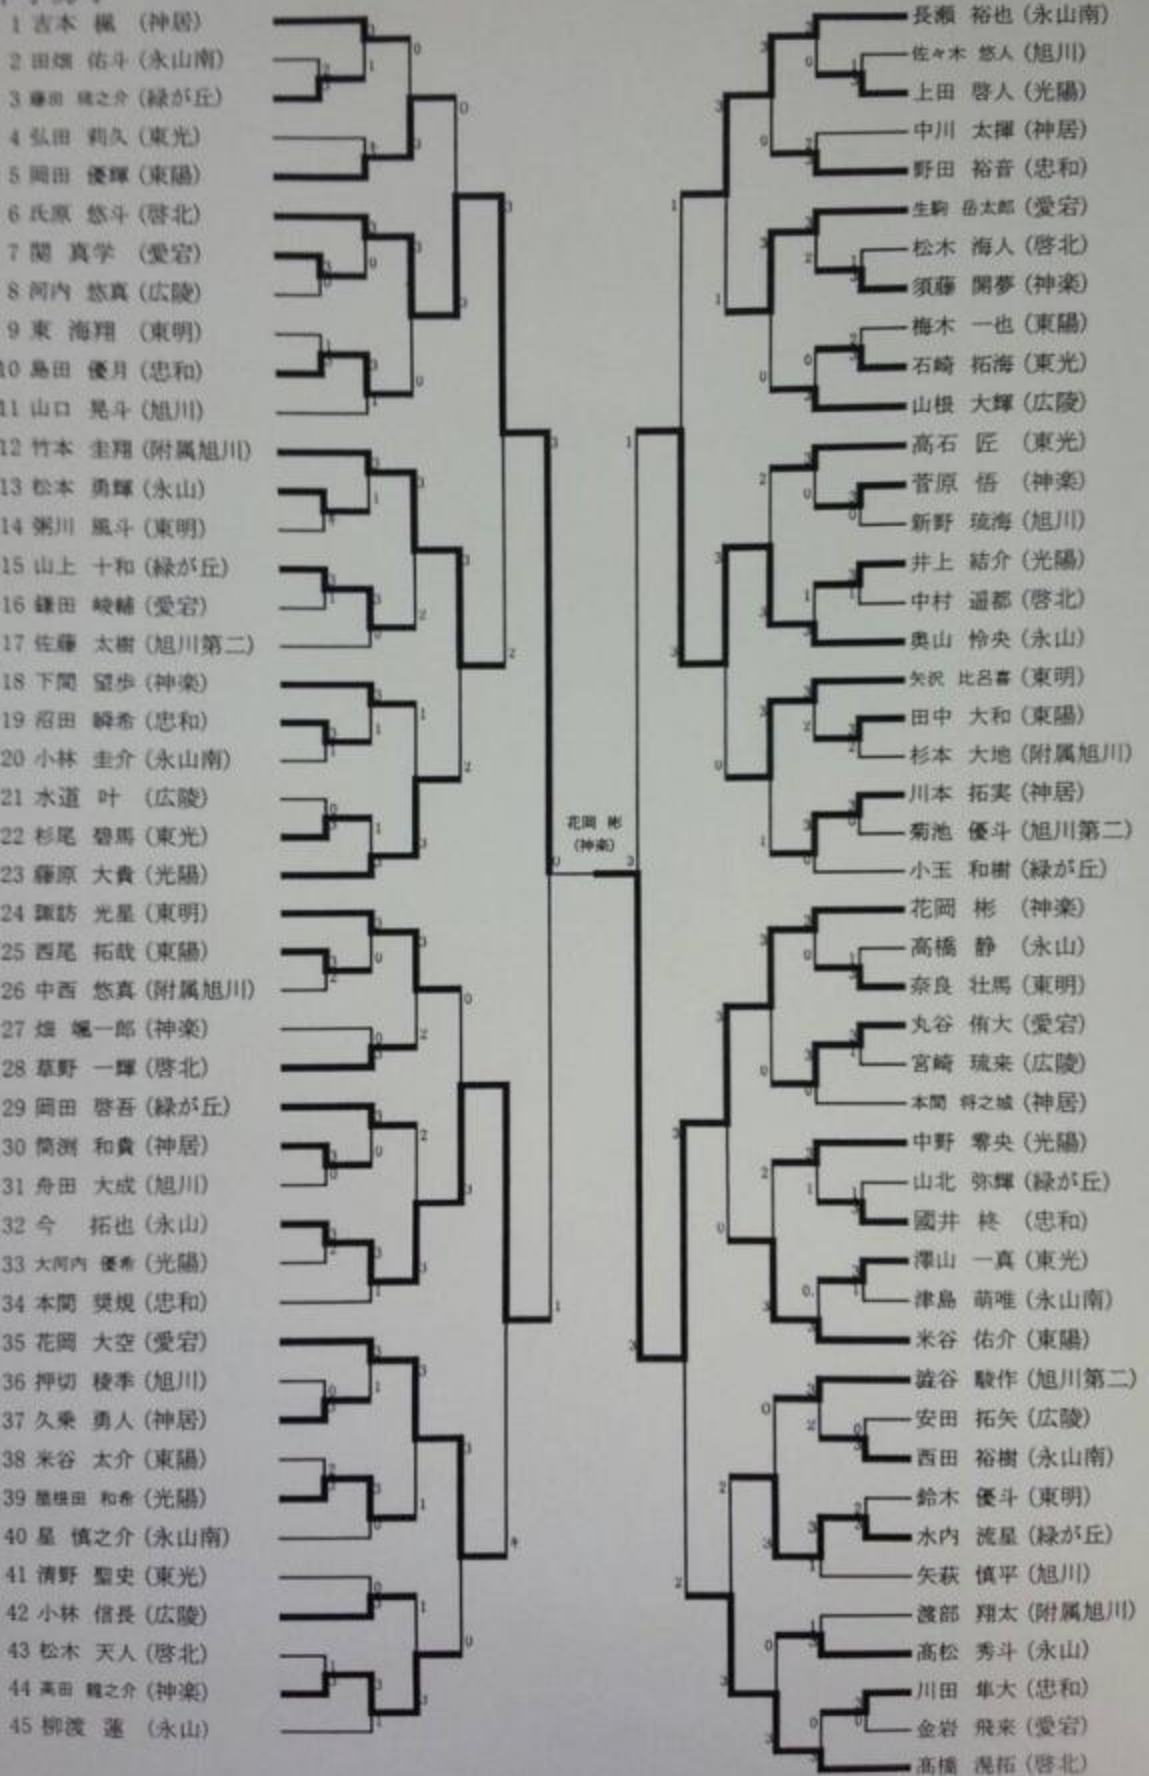 1 吉本 楓 (神居)
2 田畑 佑斗 (永山南)
3 藤田 之介 (緑が丘)
4 弘田 莉久 (東光)
5 岡田 優輝 (東陽)
6 氏原 悠斗 (啓北)
7 関 真学 (愛宕)
8 河内 悠真 (広陵)
9 東 海翔 (東明)
10 島田 優月 (忠和)
11 山口 晃斗 (旭川)
12 竹本 圭翔 (附属旭川)
13 松本 勇輝 (永山)
14 粥川 颯斗 (東明)
15 山上 十和 (緑が丘)
16 鎌田 峻輔 (愛宕)
17 佐藤 太樹 (旭川第二)
18 下間 望歩 (神楽)
19 沼田 瞬希 (忠和)
20 小林 圭介 (永山南)
21 水道 叶 (広陵)
22 杉尾 碧馬 (東光)
23 藤原 大貴 (光陽)
24 諏訪 光星 (東明)
25 西尾 拓哉 (東陽)
26 中西 悠真 (附属旭川)
27 畑 颯一郎 (神楽)
28 草野 一輝 (啓北)
29 岡田 啓吾 (緑が丘)
30 筒渕 和貴 (神居)
31 舟田 大成 (旭川)
32 今 拓也 (永山)
33 大河内 優希 (光陽)
34 本間 奨規 (忠和)
35 花岡 大空 (愛宕)
36 押切 稜季 (旭川)
37 久乗 勇人 (神居)
38 米谷 太介 (東陽)
39 屋根田 和希 (光陽)
40 星 慎之介 (永山南)
41 清野 聖史 (東光)
42 小林 信長 (広陵)
43 松木 天人 (啓北)
44 高田 龍之介 (神楽)
45 柳渡 蓮 (永山)
花岡 彬
(神楽)
長瀬 裕也 (永山南)
佐々木 悠人 (旭川)
上田 啓人 (光陽)
中川 太揮 (神居)
野田 裕音 (忠和)
生駒 岳太郎 (愛宕)
松木 海人 (啓北)
須藤 開夢 (神楽)
梅木 一也 (東陽)
石崎 拓海 (東光)
山根 大輝 (広陵)
高石 匠 (東光)
菅原 悟 (神楽)
新野 琉海 (旭川)
井上 結介 (光陽)
中村 遥都 (啓北)
奥山 怜央 (永山)
矢沢 比呂喜 (東明)
田中 大和 (東陽)
杉本 大地 (附属旭川)
川本 拓実 (神居)
菊池 優斗 (旭川第二)
小玉 和樹 (緑が丘)
花岡 彬 (神楽)
高橋 静 (永山)
奈良 壮馬 (東明)
丸谷 侑大 (愛宕)
宮崎 琉来 (広陵)
本間 将之城 (神居)
中野 零央 (光陽)
山北 弥輝 (緑が丘)
國井 柊 (忠和)
澤山 一真 (東光)
津島 萌唯 (永山南)
米谷 佑介 (東陽)
澁谷 駿作 (旭川第二)
安田 拓矢 (広陵)
西田 裕樹 (永山南)
鈴木 優斗 (東明)
水内 流星 (緑が丘)
矢萩 慎平 (旭川)
渡部 翔太 (附属旭川)
高松 秀斗 (永山)
川田 隼大 (忠和)
金岩 飛来 (愛宕)
高橋 滉拓 (啓北)